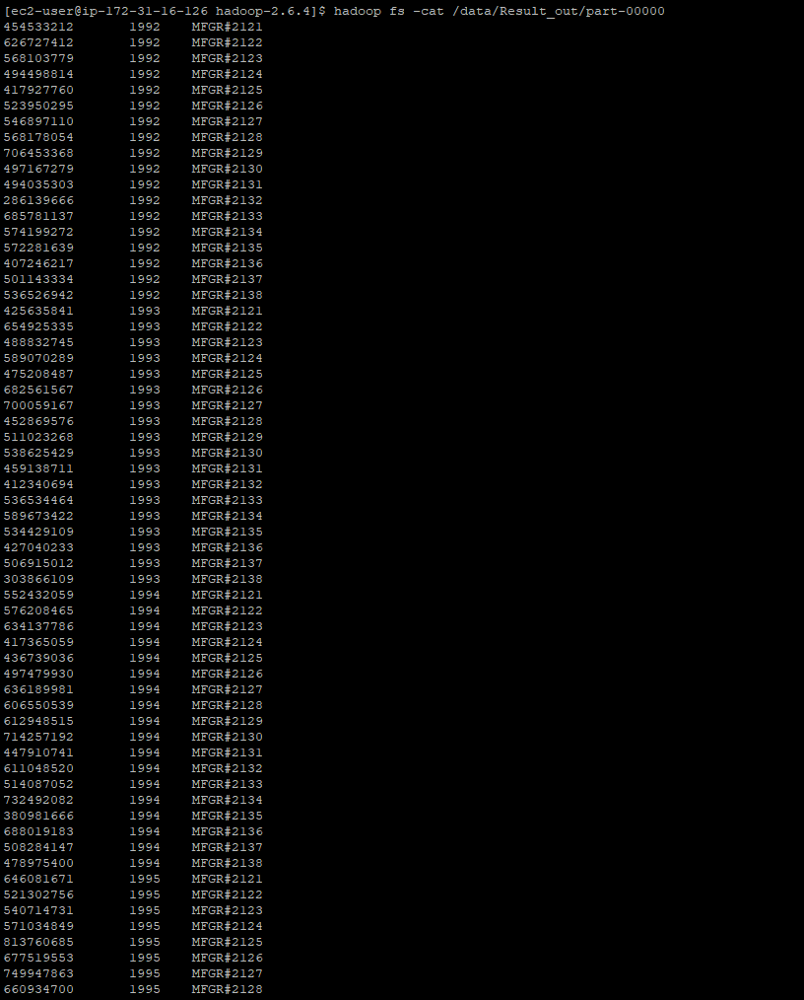 [ec2-user@ip-172-31-16-126 hadoop-2.6.4]$ hadoop fs -cat /data/Result_out/part-00000
454533212 1992 MFGR#2121
626727412 1992 MFGR#2122
568103779 1992 MFGR#2123
494498814 1992 MFGR#2124
417927760 1992 MFGR#2125
523950295 1992 MFGR#2126
546897110 1992 MFGR#2127
568178054 1992 MFGR#2128
706453368 1992 MFGR#2129
497167279 1992 MFGR#2130
494035303 1992 MFGR#2131
286139666 1992 MFGR#2132
685781137 1992 MFGR#2133
574199272 1992 MFGR#2134
572281639 1992 MFGR#2135
407246217 1992 MFGR#2136
501143334 1992 MFGR#2137
536526942 1992 MFGR#2138
425635841 1993 MFGR#2121
654925335 1993 MFGR#2122
488832745 1993 MFGR#2123
589070289 1993 MFGR#2124
475208487 1993 MFGR#2125
682561567 1993 MFGR#2126
700059167 1993 MFGR#2127
452869576 1993 MFGR#2128
511023268 1993 MFGR#2129
538625429 1993 MFGR#2130
459138711 1993 MFGR#2131
412340694 1993 MFGR#2132
536534464 1993 MFGR#2133
589673422 1993 MFGR#2134
534429109 1993 MFGR#2135
427040233 1993 MFGR#2136
506915012 1993 MFGR#2137
303866109 1993 MFGR#2138
552432059 1994 MFGR#2121
576208465 1994 MFGR#2122
634137786 1994 MFGR#2123
417365059 1994 MFGR#2124
436739036 1994 MFGR#2125
497479930 1994 MFGR#2126
636189981 1994 MFGR#2127
606550539 1994 MFGR#2128
612948515 1994 MFGR#2129
714257192 1994 MFGR#2130
447910741 1994 MFGR#2131
611048520 1994 MFGR#2132
514087052 1994 MFGR#2133
732492082 1994 MFGR#2134
380981666 1994 MFGR#2135
688019183 1994 MFGR#2136
508284147 1994 MFGR#2137
478975400 1994 MFGR#2138
646081671 1995 MFGR#2121
521302756 1995 MFGR#2122
540714731 1995 MFGR#2123
571034849 1995 MFGR#2124
813760685 1995 MFGR#2125
677519553 1995 MFGR#2126
749947863 1995 MFGR#2127
660934700 1995 MFGR#2128